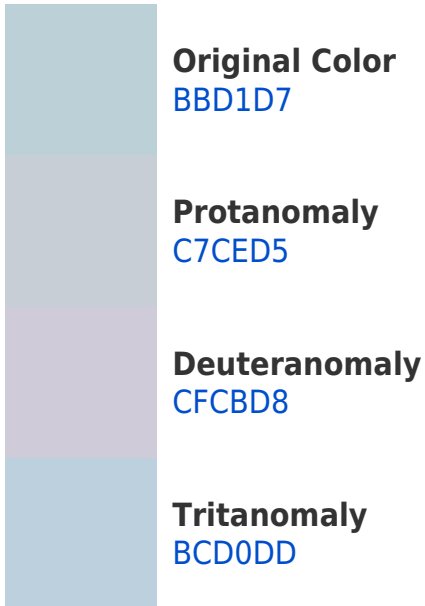 Original Color
BBD1D7
Protanomaly
C7CED5
Deuteranomaly
CFCBD8
Tritanomaly
BCD0DD